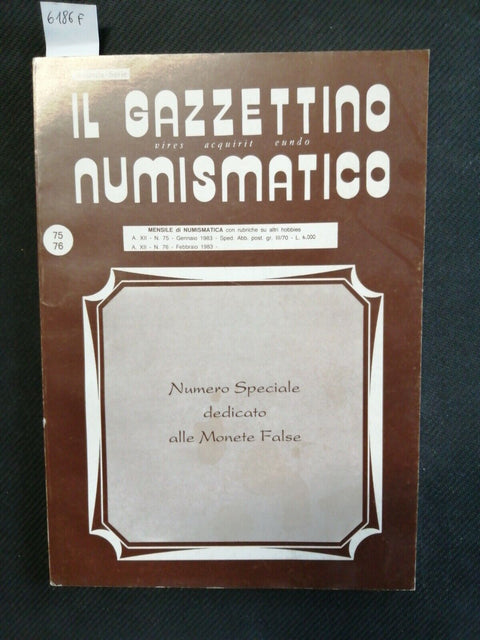 6186F
Serie
IL GAZZETTINO
vires acquirit eundo
NUMISMATICO
75
76
MENSILE di NUMISMATICA con rubriche su altri hobbies
A. XII - N. 75 - Gennaio 1983 - Sped. Abb. post. gr. III/70 - L. 4.000
A. XII - N. 76 - Febbraio 1983 -
Numero Speciale
dedicato
alle Monete False